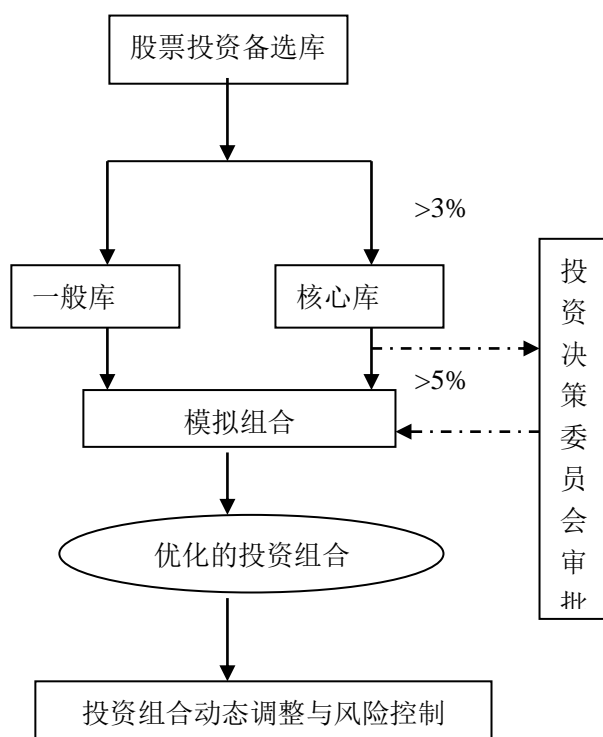 股票投资备选库
>3%
一般库
核心库
投资决策委员会审批
>5%
模拟组合
优化的投资组合
投资组合动态调整与风险控制